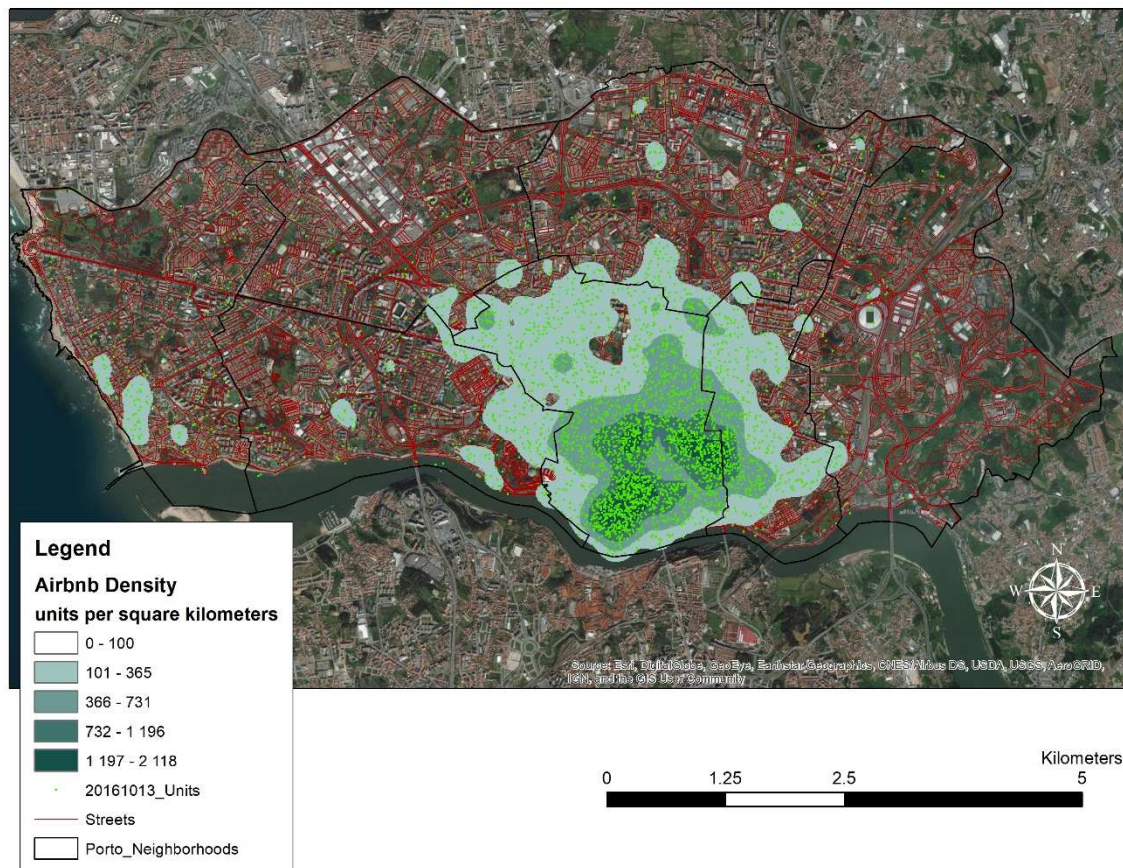 N
W
E
S
Source: Esri, DigitalGlobe, GeoEye, Earthstar Geographics, CNES/Airbus DS, USDA, USGS, AeroGRID,
IGN, and the GIS User Community
Legend
Airbnb Density
units per square kilometers
0 - 100
101 - 365
366 - 731
732 - 1 196
1 197 - 2 118
20161013_Units
Streets
Porto_Neighborhoods
Kilometers
0 1.25 2.5 5